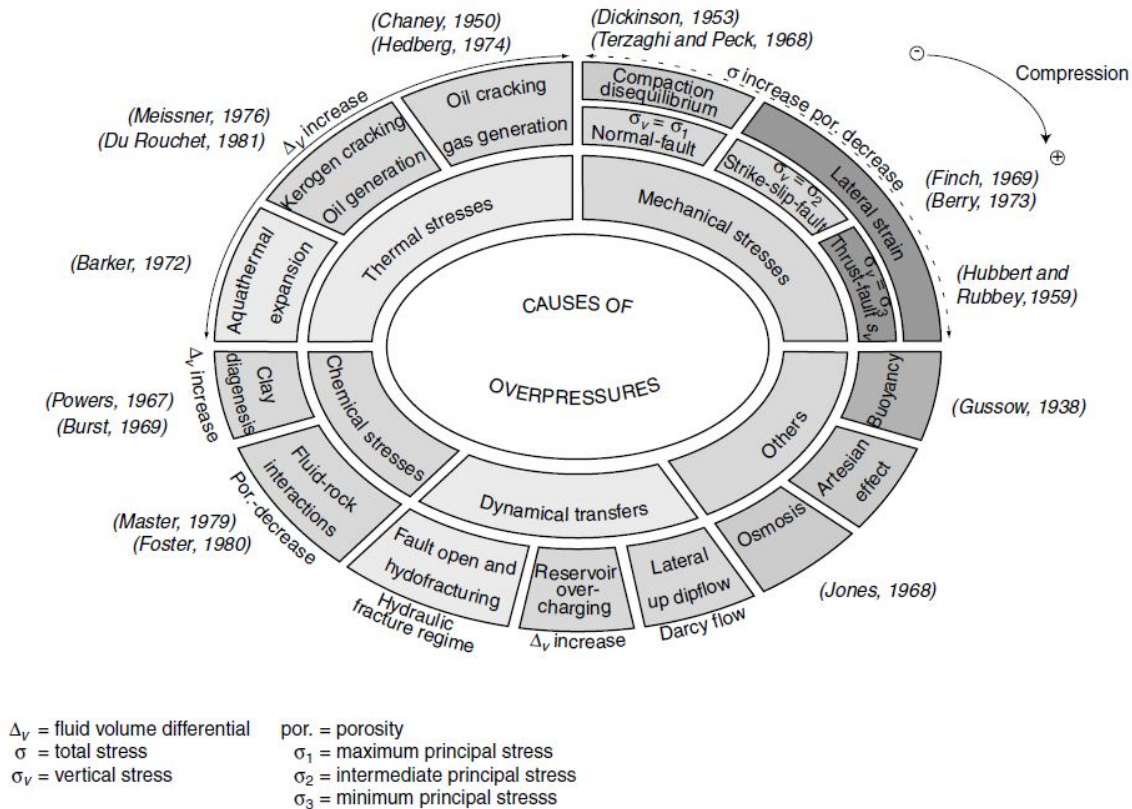 (Chaney, 1950)
(Hedberg, 1974)
(Dickinson, 1953)
(Terzaghi and Peck, 1968)
⊖
Compression
⊕
(Meissner, 1976)
(Du Rouchet, 1981)
Δv increase
σ increase por. decrease
Oil cracking
gas generation
Compaction
disequilibrium
σv = σ1
Normal-fault
Kerogen cracking
Oil generation
σv = σ2
Strike-slip-fault
Lateral strain
(Finch, 1969)
(Berry, 1973)
Thermal stresses
Mechanical stresses
(Barker, 1972)
Aquathermal
expansion
σv = σ3
Thrust-fault sv
(Hubbert and
Rubbey, 1959)
CAUSES OF
OVERPRESSURES
Δv increase
Clay
diagenesis
Chemical stresses
Others
Buoyancy
(Powers, 1967)
(Burst, 1969)
(Gussow, 1938)
Fluid-rock
interactions
Por.-decrease
Dynamical transfers
Artesian
effect
Osmosis
(Master, 1979)
(Foster, 1980)
Fault open and
hydofracturing
Hydraulic
fracture regime
Reservoir
over-
charging
Δv increase
Lateral
up dipflow
Darcy flow
(Jones, 1968)
Δv = fluid volume differential
σ = total stress
σv = vertical stress
por. = porosity
σ1 = maximum principal stress
σ2 = intermediate principal stress
σ3 = minimum principal stresss